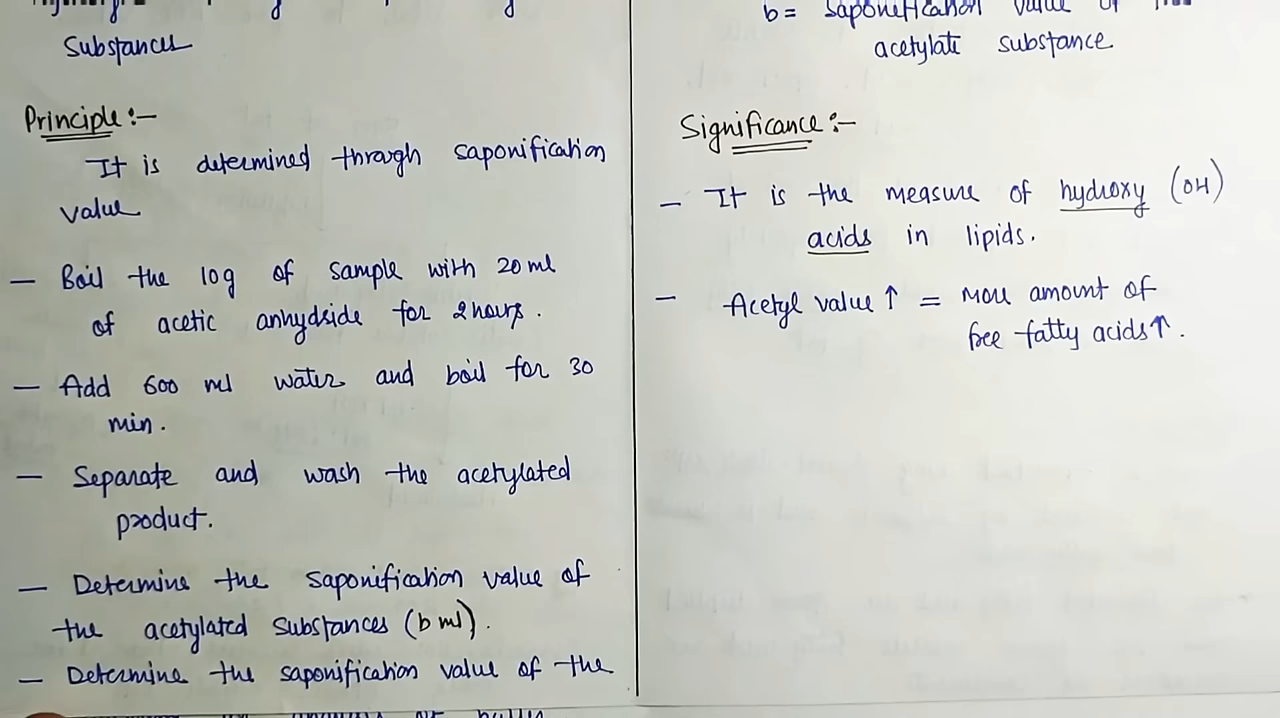 Substances
Principle :-
It is determined through saponification
value
- Boil the 10g of sample with 20 ml
of acetic anhydride for 2 hours.
- Add 600 ml water and boil for 30
min.
- Separate and wash the acetylated
product.
- Determine the saponification value of
the acetylated substances (b ml).
- Determine the saponification value of the
b = saponification value of
acetylate substance
Significance :-
- It is the measure of hydroxy (OH)
acids in lipids.
- Acetyl value ↑ = more amount of
free fatty acids ↑.